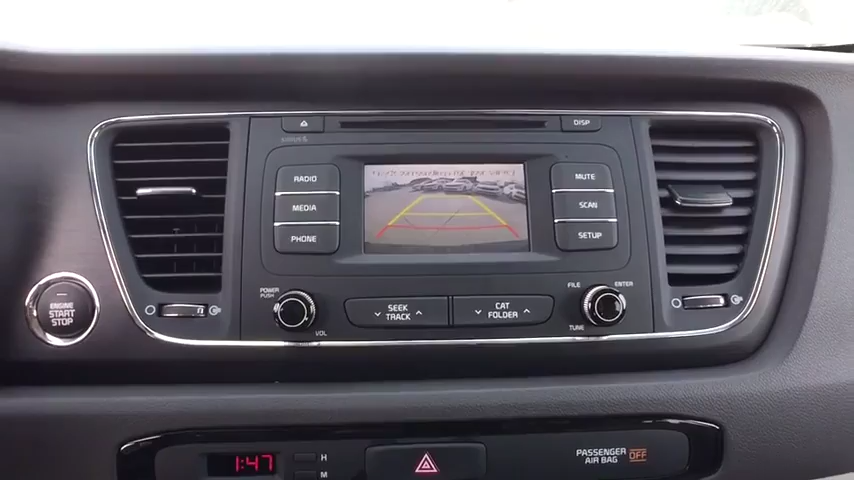 DISP
RADIO
MEDIA
PHONE
MUTE
SCAN
SETUP
ENGINE
START
STOP
POWER
PUSH
VOL
SEEK
TRACK
CAT
FOLDER
FILE
ENTER
TUNE
1:47
H
M
PASSENGER
AIR BAG
OFF